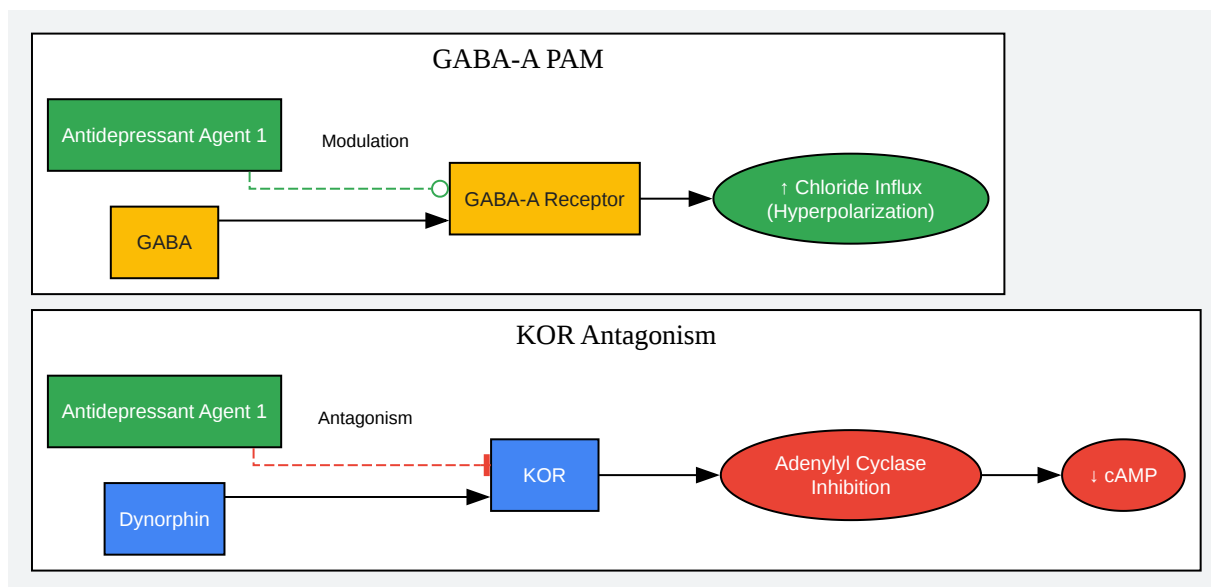 GABA-A PAM
Antidepressant Agent 1
Modulation
GABA-A Receptor
↑ Chloride Influx
(Hyperpolarization)
GABA
KOR Antagonism
Antidepressant Agent 1
Antagonism
KOR
Adenylyl Cyclase
Inhibition
↓ cAMP
Dynorphin